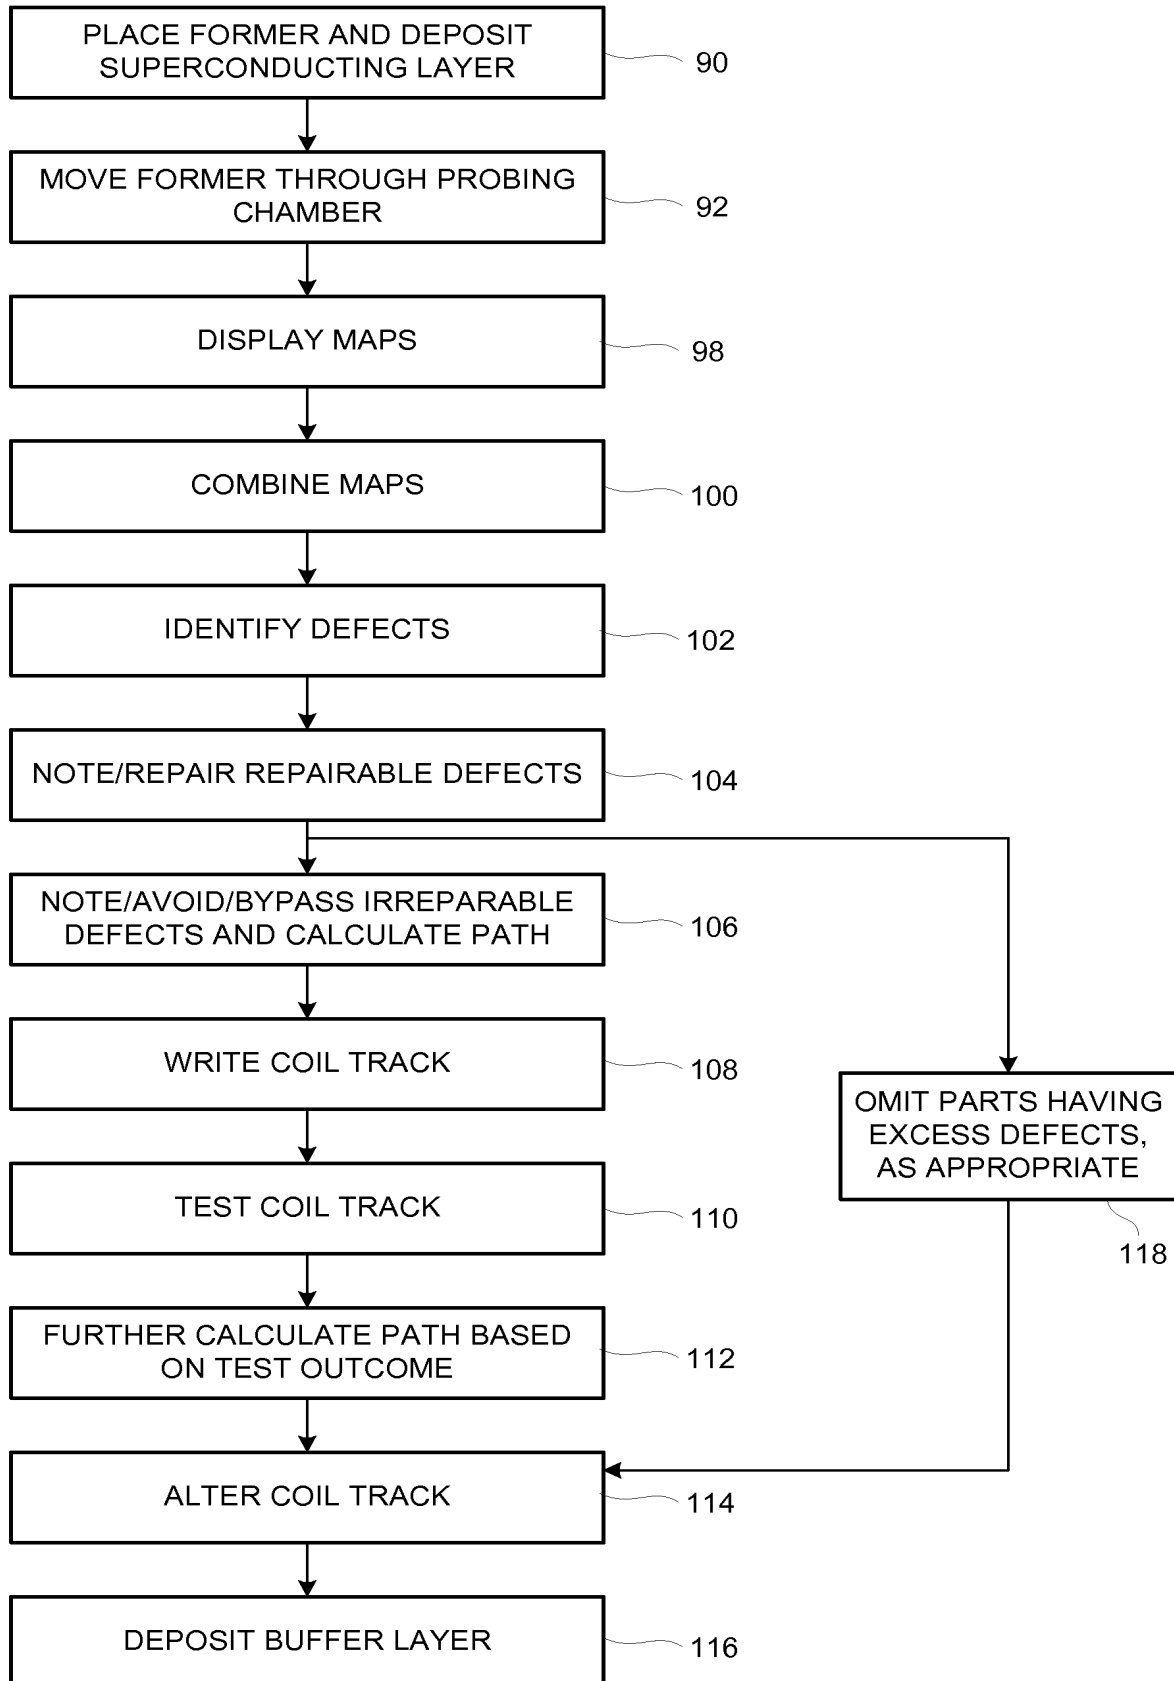 PLACE FORMER AND DEPOSIT
SUPERCONDUCTING LAYER
90
MOVE FORMER THROUGH PROBING
CHAMBER
92
DISPLAY MAPS
98
COMBINE MAPS
100
IDENTIFY DEFECTS
102
NOTE/REPAIR REPAIRABLE DEFECTS
104
NOTE/AVOID/BYPASS IRREPARABLE
DEFECTS AND CALCULATE PATH
106
WRITE COIL TRACK
108
OMIT PARTS HAVING
EXCESS DEFECTS,
AS APPROPRIATE
118
TEST COIL TRACK
110
FURTHER CALCULATE PATH BASED
ON TEST OUTCOME
112
ALTER COIL TRACK
114
DEPOSIT BUFFER LAYER
116